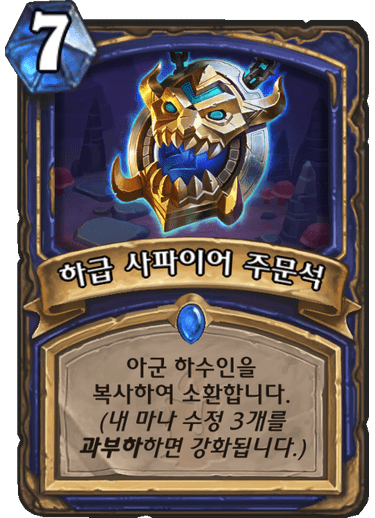 7
하급 사파이어 주문석
아군 하수인을
복사하여 소환합니다.
(내 마나 수정 3개를
과부하하면 강화됩니다.)